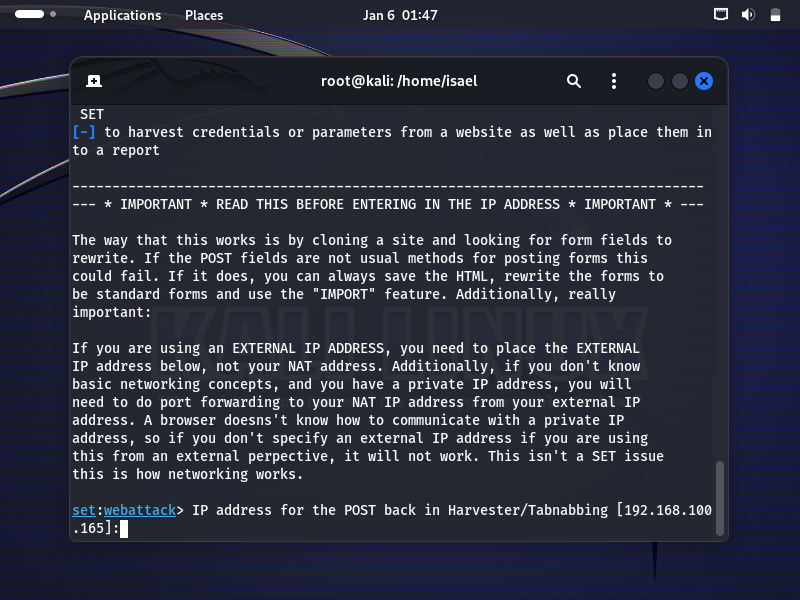 Applications Places Jan 6 01:47
root@kali: /home/isael
SET
[-] to harvest credentials or parameters from a website as well as place them in
to a report
-------------------------------------------------------------------------------
--- * IMPORTANT * READ THIS BEFORE ENTERING IN THE IP ADDRESS * IMPORTANT * ---
The way that this works is by cloning a site and looking for form fields to
rewrite. If the POST fields are not usual methods for posting forms this
could fail. If it does, you can always save the HTML, rewrite the forms to
be standard forms and use the "IMPORT" feature. Additionally, really
important:
If you are using an EXTERNAL IP ADDRESS, you need to place the EXTERNAL
IP address below, not your NAT address. Additionally, if you don't know
basic networking concepts, and you have a private IP address, you will
need to do port forwarding to your NAT IP address from your external IP
address. A browser doesns't know how to communicate with a private IP
address, so if you don't specify an external IP address if you are using
this from an external perpective, it will not work. This isn't a SET issue
this is how networking works.
set:webattack> IP address for the POST back in Harvester/Tabnabbing [192.168.100
.165]:
KALI LINUX